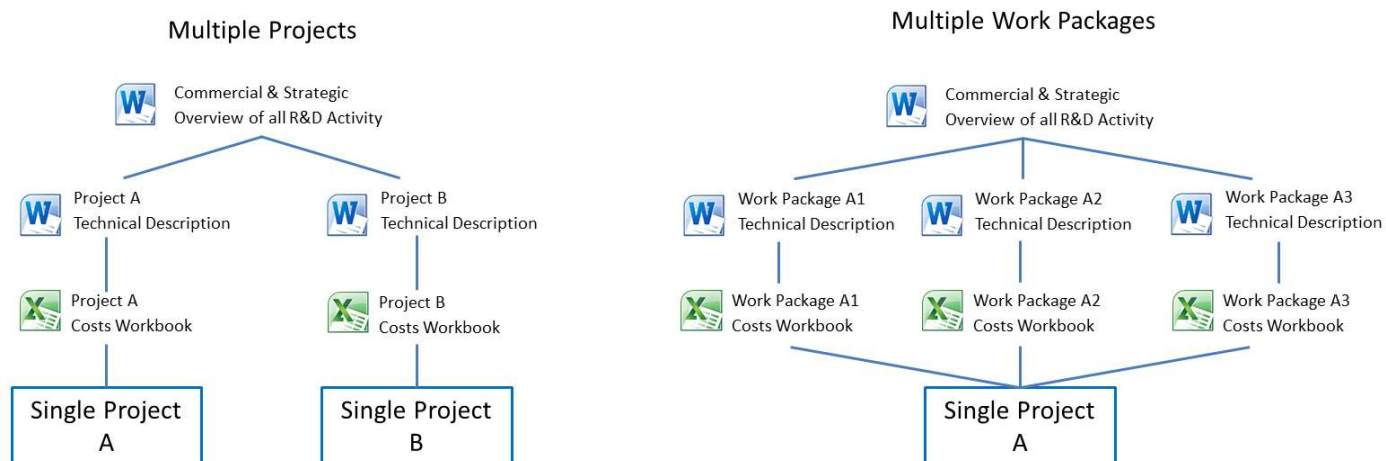 Multiple Projects
Commercial & Strategic
Overview of all R&D Activity
Project A
Technical Description
Project B
Technical Description
Project A
Costs Workbook
Project B
Costs Workbook
Single Project
A
Single Project
B
Multiple Work Packages
Commercial & Strategic
Overview of all R&D Activity
Work Package A1
Technical Description
Work Package A2
Technical Description
Work Package A3
Technical Description
Work Package A1
Costs Workbook
Work Package A2
Costs Workbook
Work Package A3
Costs Workbook
Single Project
A